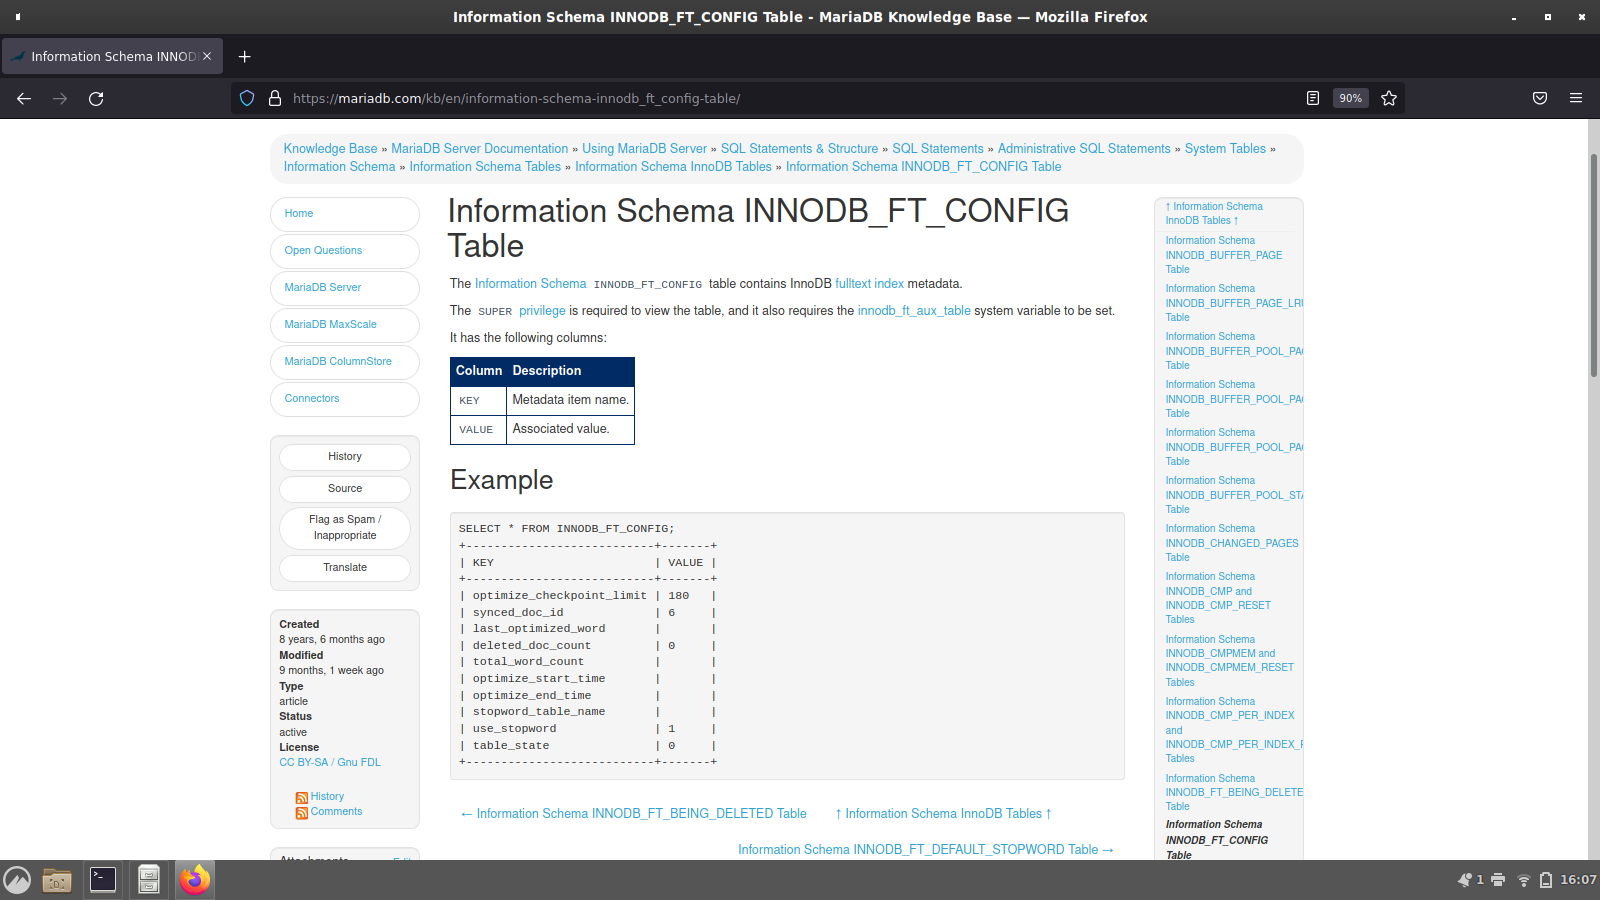 Information Schema INNODB_FT_CONFIG Table - MariaDB Knowledge Base — Mozilla Firefox
Information Schema INNOD
https://mariadb.com/kb/en/information-schema-innodb_ft_config-table/
90%
Knowledge Base » MariaDB Server Documentation » Using MariaDB Server » SQL Statements & Structure » SQL Statements » Administrative SQL Statements » System Tables »
Information Schema » Information Schema Tables » Information Schema InnoDB Tables » Information Schema INNODB_FT_CONFIG Table
Home
Open Questions
MariaDB Server
MariaDB MaxScale
MariaDB ColumnStore
Connectors
History
Source
Flag as Spam /
Inappropriate
Translate
Created
8 years, 6 months ago
Modified
9 months, 1 week ago
Type
article
Status
active
License
CC BY-SA / Gnu FDL
History
Comments
Attachments Edit
Information Schema INNODB_FT_CONFIG
Table
The Information Schema INNODB_FT_CONFIG table contains InnoDB fulltext index metadata.
The SUPER privilege is required to view the table, and it also requires the innodb_ft_aux_table system variable to be set.
It has the following columns:
Column Description
KEY Metadata item name.
VALUE Associated value.
Example
SELECT * FROM INNODB_FT_CONFIG;
+---------------------------+-------+
| KEY                       | VALUE |
+---------------------------+-------+
| optimize_checkpoint_limit | 180   |
| synced_doc_id             | 6     |
| last_optimized_word       |       |
| deleted_doc_count         | 0     |
| total_word_count          |       |
| optimize_start_time       |       |
| optimize_end_time         |       |
| stopword_table_name       |       |
| use_stopword              | 1     |
| table_state               | 0     |
+---------------------------+-------+
← Information Schema INNODB_FT_BEING_DELETED Table ↑ Information Schema InnoDB Tables ↑
Information Schema INNODB_FT_DEFAULT_STOPWORD Table →
↑ Information Schema
InnoDB Tables ↑
Information Schema
INNODB_BUFFER_PAGE
Table
Information Schema
INNODB_BUFFER_PAGE_LRU
Table
Information Schema
INNODB_BUFFER_POOL_PAG
Table
Information Schema
INNODB_BUFFER_POOL_PAG
Table
Information Schema
INNODB_BUFFER_POOL_PAG
Table
Information Schema
INNODB_BUFFER_POOL_STA
Table
Information Schema
INNODB_CHANGED_PAGES
Table
Information Schema
INNODB_CMP and
INNODB_CMP_RESET
Tables
Information Schema
INNODB_CMPMEM and
INNODB_CMPMEM_RESET
Tables
Information Schema
INNODB_CMP_PER_INDEX
and
INNODB_CMP_PER_INDEX_R
Tables
Information Schema
INNODB_FT_BEING_DELETE
Table
Information Schema
INNODB_FT_CONFIG
Table
1
16:07